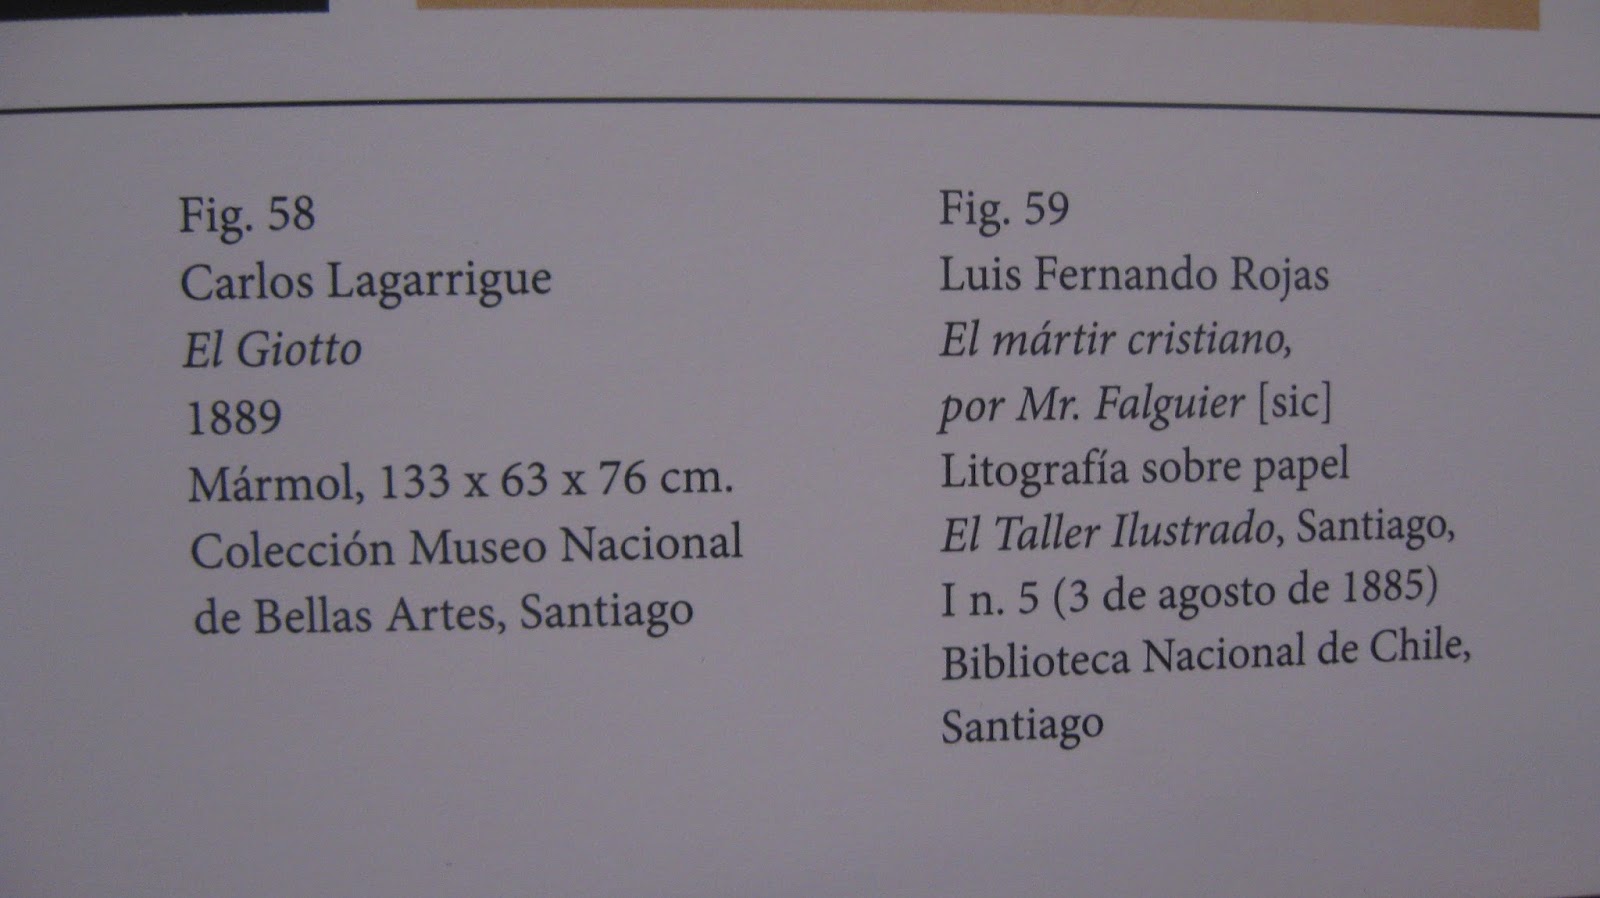 Fig. 58
Carlos Lagarrigue
El Giotto
1889
Mármol, 133 x 63 x 76 cm.
Colección Museo Nacional
de Bellas Artes, Santiago
Fig. 59
Luis Fernando Rojas
El mártir cristiano,
por Mr. Falguier [sic]
Litografía sobre papel
El Taller Ilustrado, Santiago,
I n. 5 (3 de agosto de 1885)
Biblioteca Nacional de Chile,
Santiago